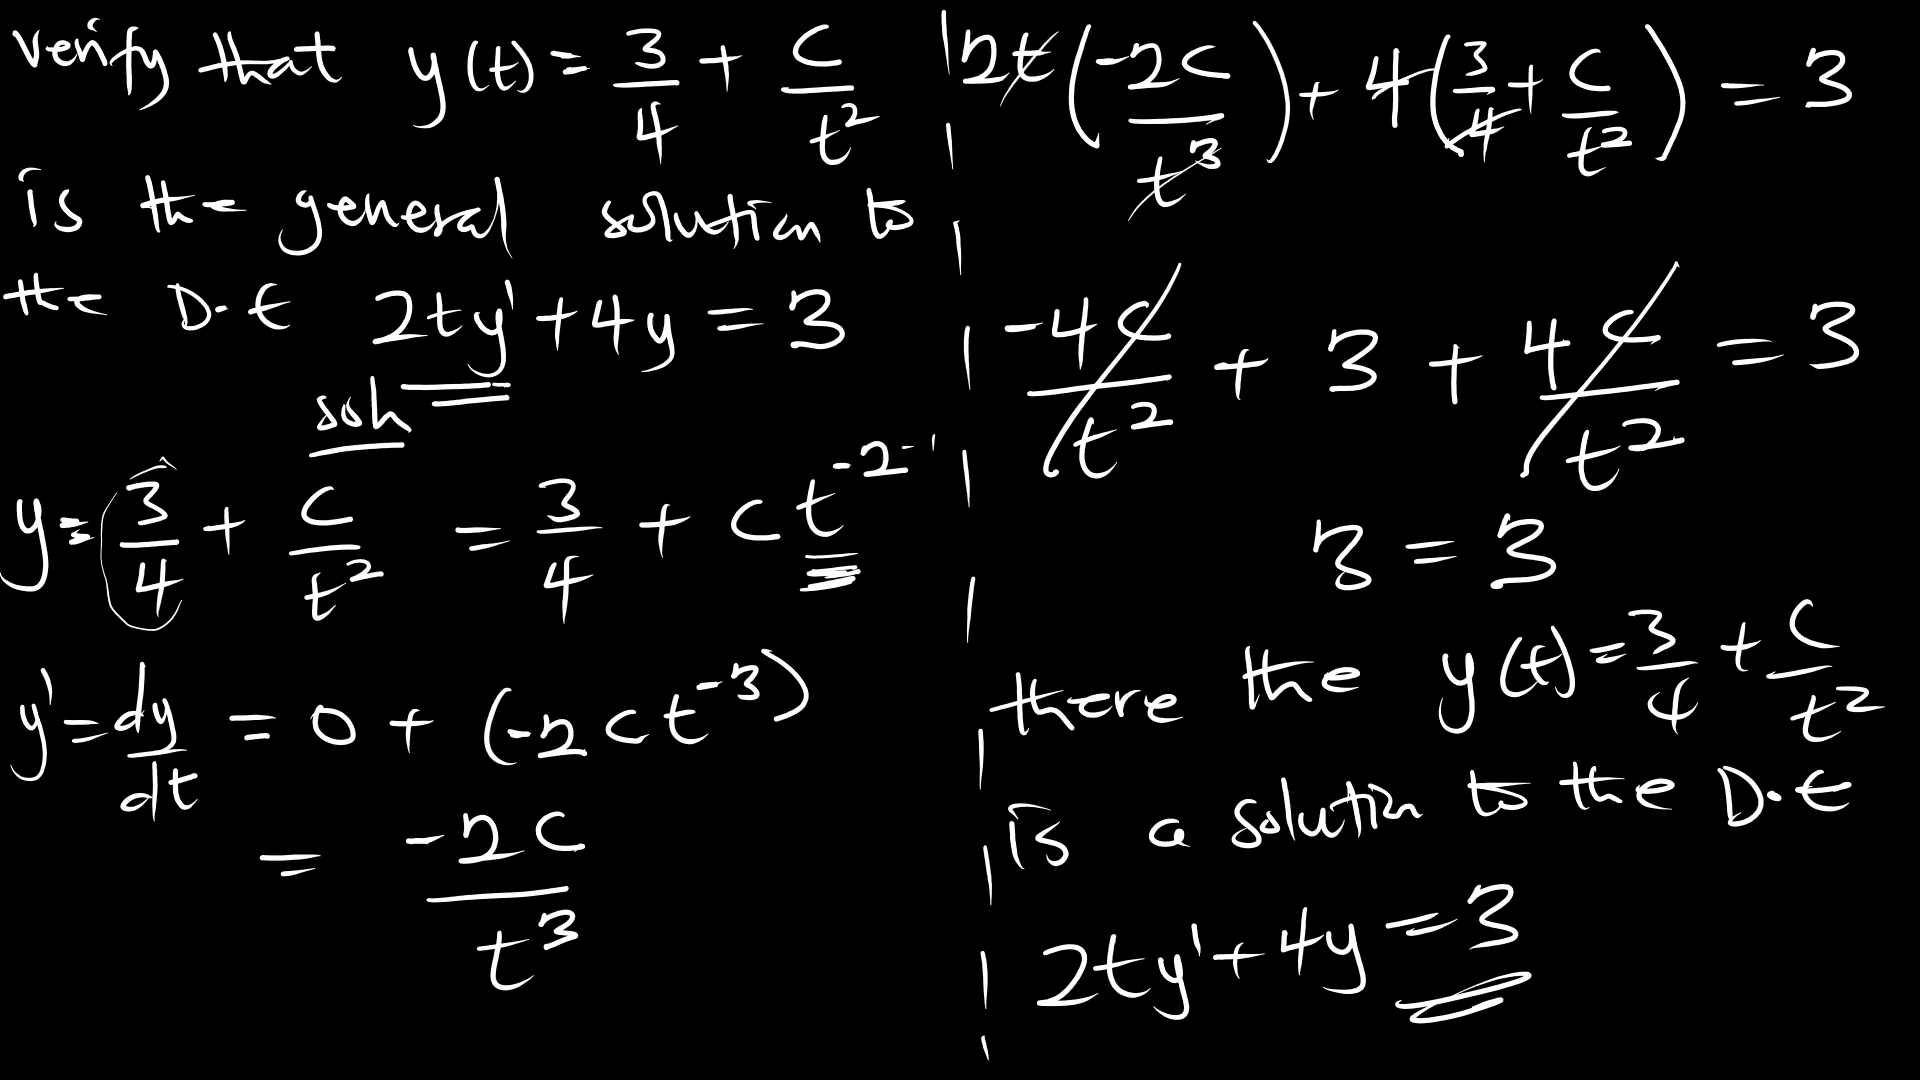 verify that y(t) = 3/4 + c/t²
is the general solution to
the D.E 2ty' + 4y = 3
soln
y = 3/4 + c/t² = 3/4 + ct⁻²
y' = dy/dt = 0 + (-2ct⁻³)
= -2c/t³
2t(-2c/t³) + 4(3/4 + c/t²) = 3
-4c/t² + 3 + 4c/t² = 3
3 = 3
there the y(t) = 3/4 + c/t²
is a solution to the D.E
2ty' + 4y = 3